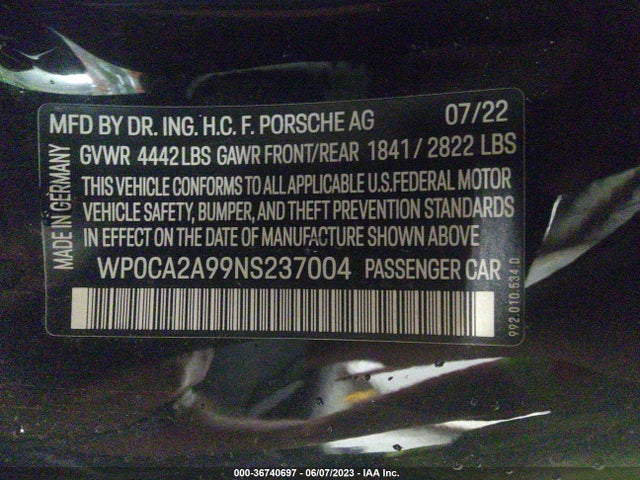 MFD BY DR. ING. H.C. F. PORSCHE AG 07/22
GVWR 4442 LBS GAWR FRONT/REAR 1841 / 2822 LBS
THIS VEHICLE CONFORMS TO ALL APPLICABLE U.S.FEDERAL MOTOR
VEHICLE SAFETY, BUMPER, AND THEFT PREVENTION STANDARDS
IN EFFECT ON THE DATE OF MANUFACTURE SHOWN ABOVE
WP0CA2A99NS237004 PASSENGER CAR
MADE IN GERMANY
992.010.534 D
000-36740697 - 06/07/2023 - IAA Inc.